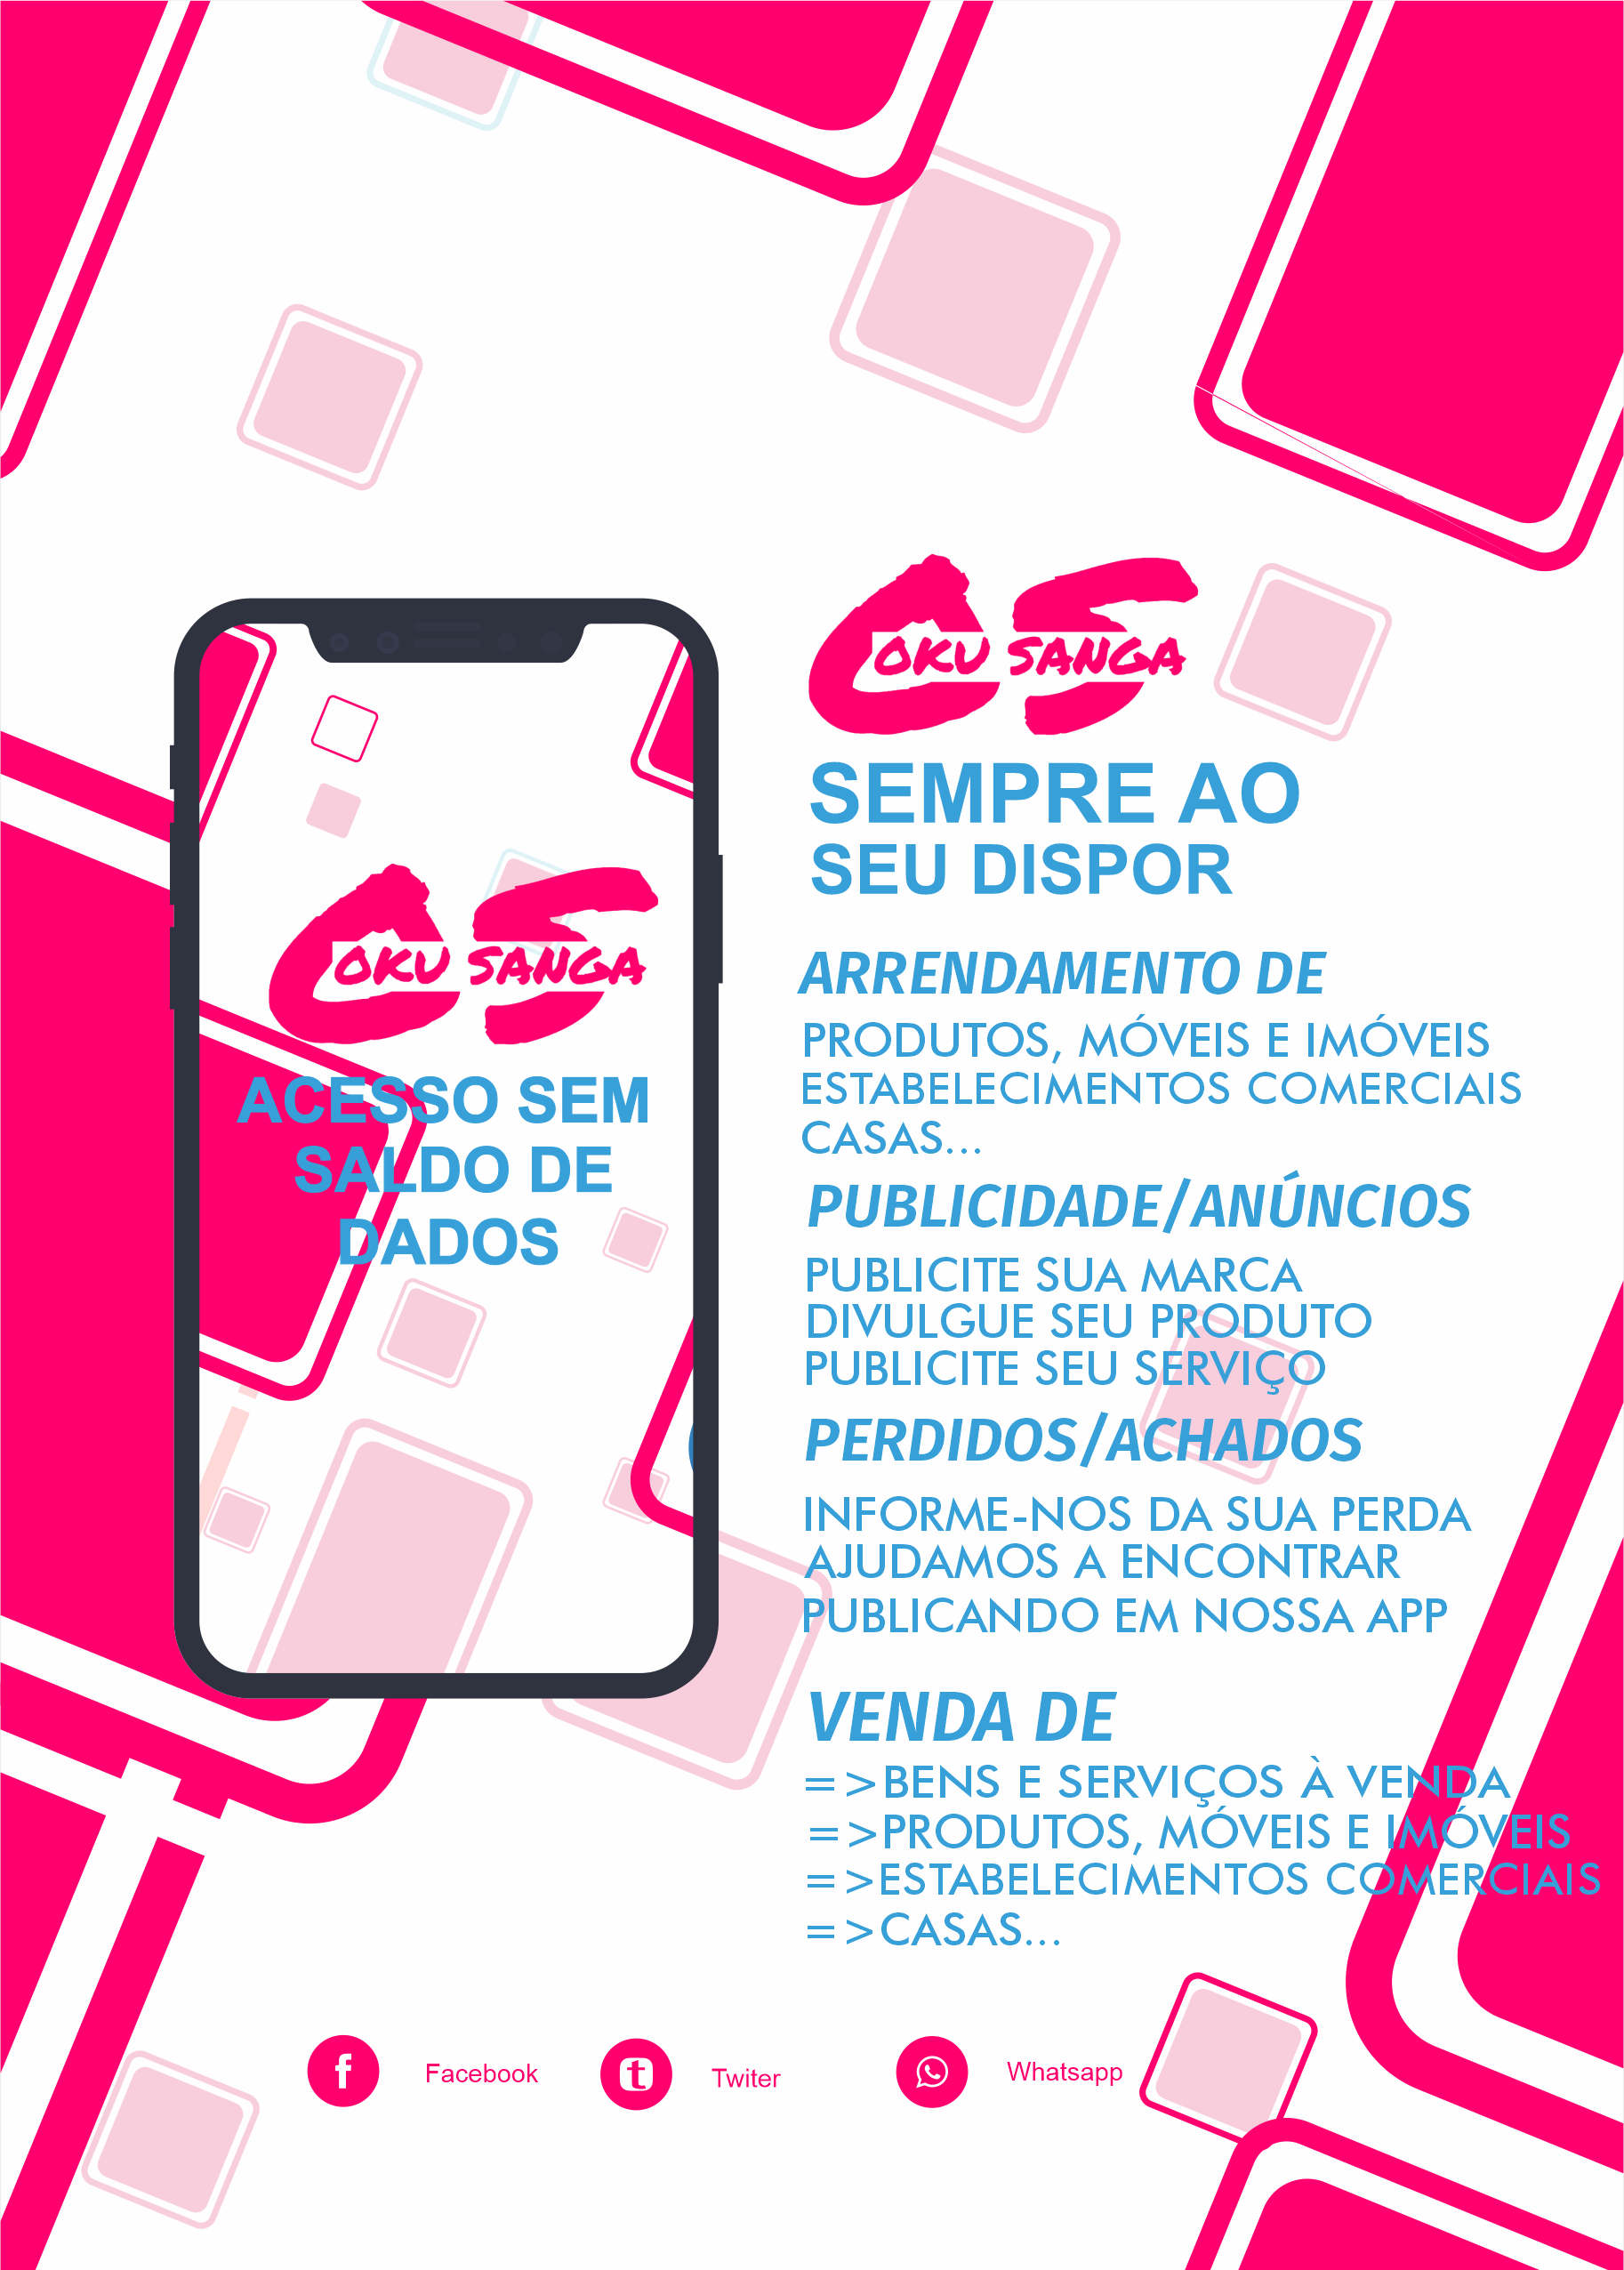 COKU SANGA
SEMPRE AO
SEU DISPOR
COKU SANGA
ACESSO SEM
SALDO DE
DADOS
ARRENDAMENTO DE
PRODUTOS, MÓVEIS E IMÓVEIS
ESTABELECIMENTOS COMERCIAIS
CASAS...
PUBLICIDADE/ANÚNCIOS
PUBLICITE SUA MARCA
DIVULGUE SEU PRODUTO
PUBLICITE SEU SERVIÇO
PERDIDOS/ACHADOS
INFORME-NOS DA SUA PERDA
AJUDAMOS A ENCONTRAR
PUBLICANDO EM NOSSA APP
VENDA DE
=>BENS E SERVIÇOS À VENDA
=>PRODUTOS, MÓVEIS E IMÓVEIS
=>ESTABELECIMENTOS COMERCIAIS
=>CASAS...
Facebook
Twiter
Whatsapp